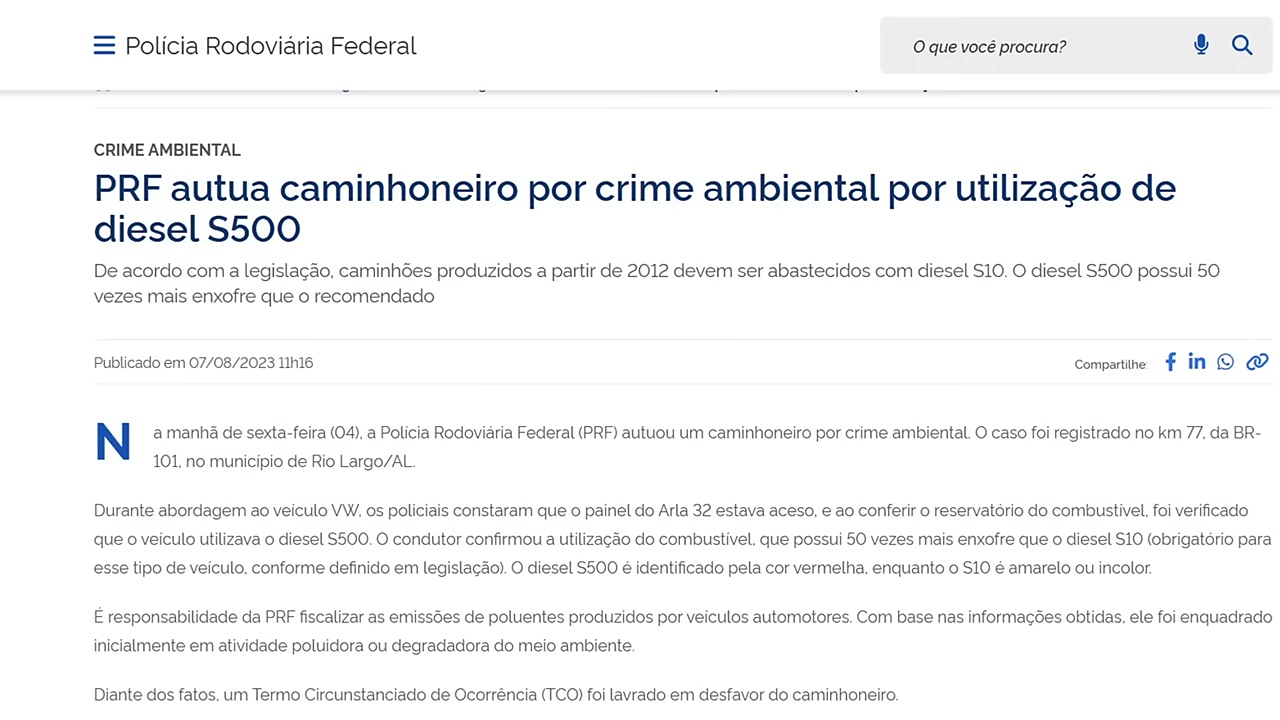 Polícia Rodoviária Federal
O que você procura?
CRIME AMBIENTAL
PRF autua caminhoneiro por crime ambiental por utilização de
diesel S500
De acordo com a legislação, caminhões produzidos a partir de 2012 devem ser abastecidos com diesel S10. O diesel S500 possui 50
vezes mais enxofre que o recomendado
Publicado em 07/08/2023 11h16
Compartilhe:
Na manhã de sexta-feira (04), a Polícia Rodoviária Federal (PRF) autuou um caminhoneiro por crime ambiental. O caso foi registrado no km 77, da BR-
101, no município de Rio Largo/AL.
Durante abordagem ao veículo VW, os policiais constaram que o painel do Arla 32 estava aceso, e ao conferir o reservatório do combustível, foi verificado
que o veículo utilizava o diesel S500. O condutor confirmou a utilização do combustível, que possui 50 vezes mais enxofre que o diesel S10 (obrigatório para
esse tipo de veículo, conforme definido em legislação). O diesel S500 é identificado pela cor vermelha, enquanto o S10 é amarelo ou incolor.
É responsabilidade da PRF fiscalizar as emissões de poluentes produzidos por veículos automotores. Com base nas informações obtidas, ele foi enquadrado
inicialmente em atividade poluidora ou degradadora do meio ambiente.
Diante dos fatos, um Termo Circunstanciado de Ocorrência (TCO) foi lavrado em desfavor do caminhoneiro.